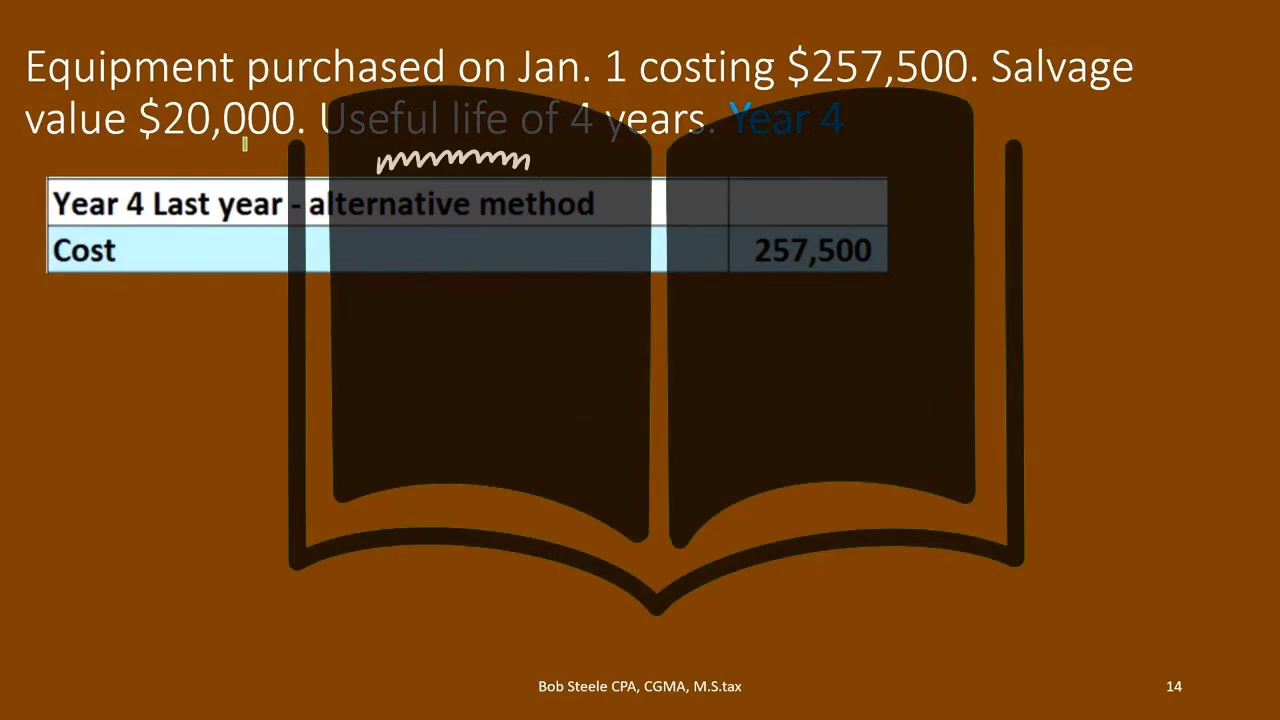 Equipment purchased on Jan. 1 costing $257,500. Salvage
value $20,000. Useful life of 4 years. Year 4
Year 4 Last year - alternative method
Cost 257,500
Bob Steele CPA, CGMA, M.S.tax 14